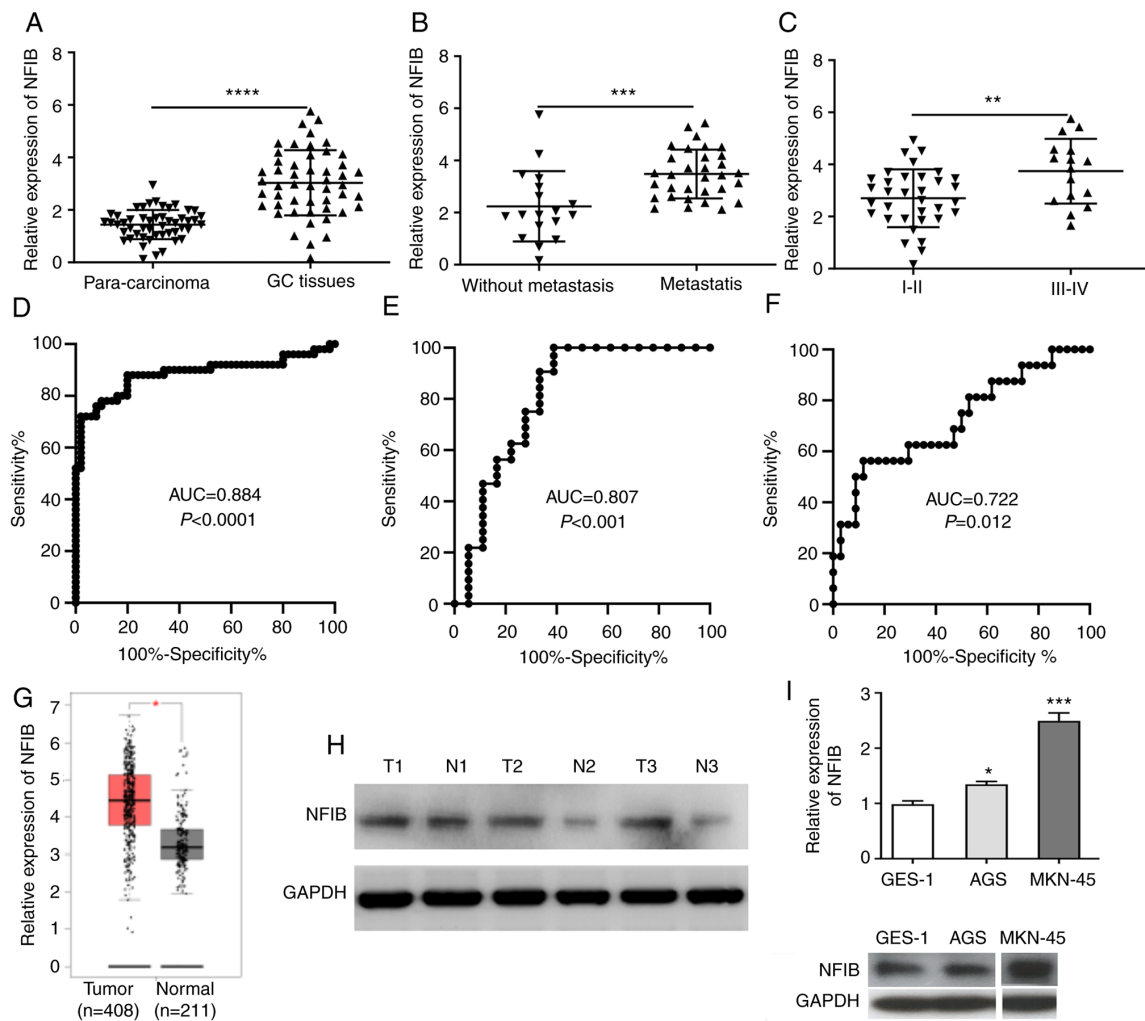 A
Relative expression of NFIB
8
6
4
2
0
****
Para-carcinoma
GC tissues
B
Relative expression of NFIB
8
6
4
2
0
***
Without metastasis
Metastatis
C
Relative expression of NFIB
8
6
4
2
0
**
I-II
III-IV
D
Sensitivity%
100
80
60
40
20
0
AUC=0.884
P<0.0001
0 20 40 60 80 100
100%-Specificity%
E
Sensitivity%
100
80
60
40
20
0
AUC=0.807
P<0.001
0 20 40 60 80 100
100%-Specificity%
F
Sensitivity%
100
80
60
40
20
0
AUC=0.722
P=0.012
0 20 40 60 80 100
100%-Specificity %
G
Relative expression of NFIB
7
6
5
4
3
2
1
0
*
Tumor
(n=408)
Normal
(n=211)
H
T1 N1 T2 N2 T3 N3
NFIB
GAPDH
I
Relative expression
of NFIB
3
2
1
0
*
***
GES-1 AGS MKN-45
GES-1 AGS MKN-45
NFIB
GAPDH